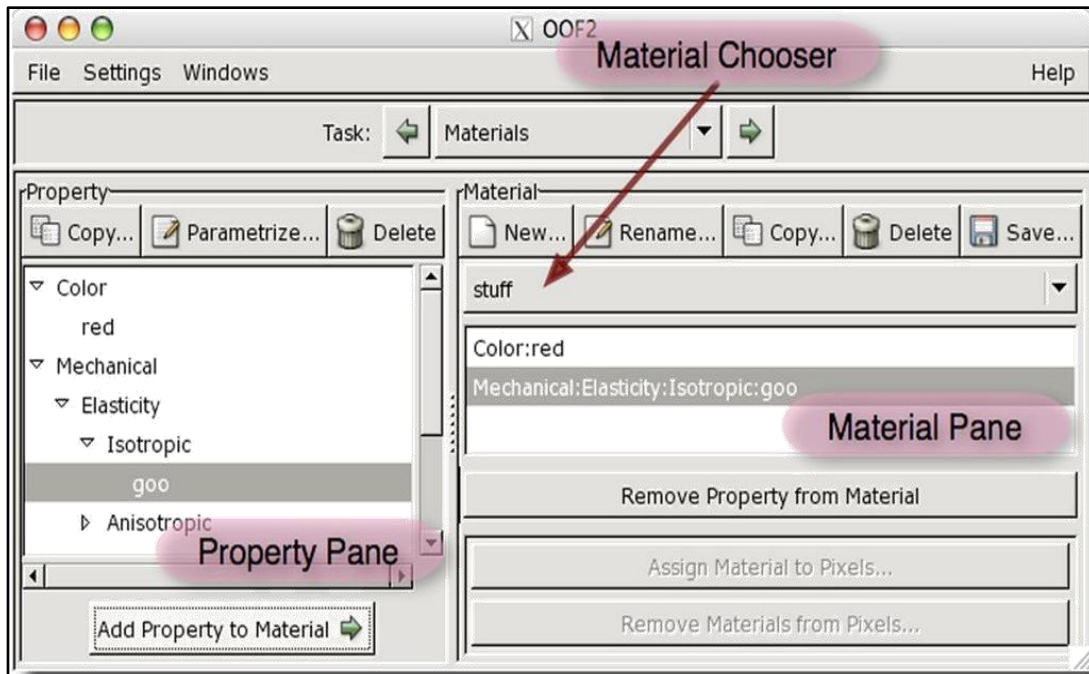 OOF2
Material Chooser
File Settings Windows Help
Task: Materials
Property
Copy... Parametrize... Delete
Color
red
Mechanical
Elasticity
Isotropic
goo
Anisotropic
Property Pane
Add Property to Material
Material
New... Rename... Copy... Delete Save...
stuff
Color:red
Mechanical:Elasticity:Isotropic:goo
Material Pane
Remove Property from Material
Assign Material to Pixels...
Remove Materials from Pixels...